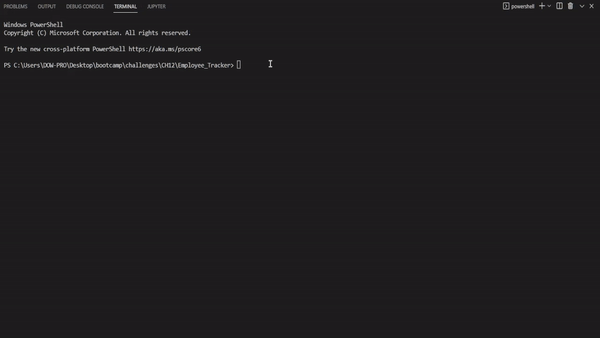 PROBLEMS OUTPUT DEBUG CONSOLE TERMINAL JUPYTER powershell
Windows PowerShell
Copyright (C) Microsoft Corporation. All rights reserved.
Try the new cross-platform PowerShell https://aka.ms/pscore6
PS C:\Users\DOW-PRO\Desktop\bootcamp\challenges\CH12\Employee_Tracker>